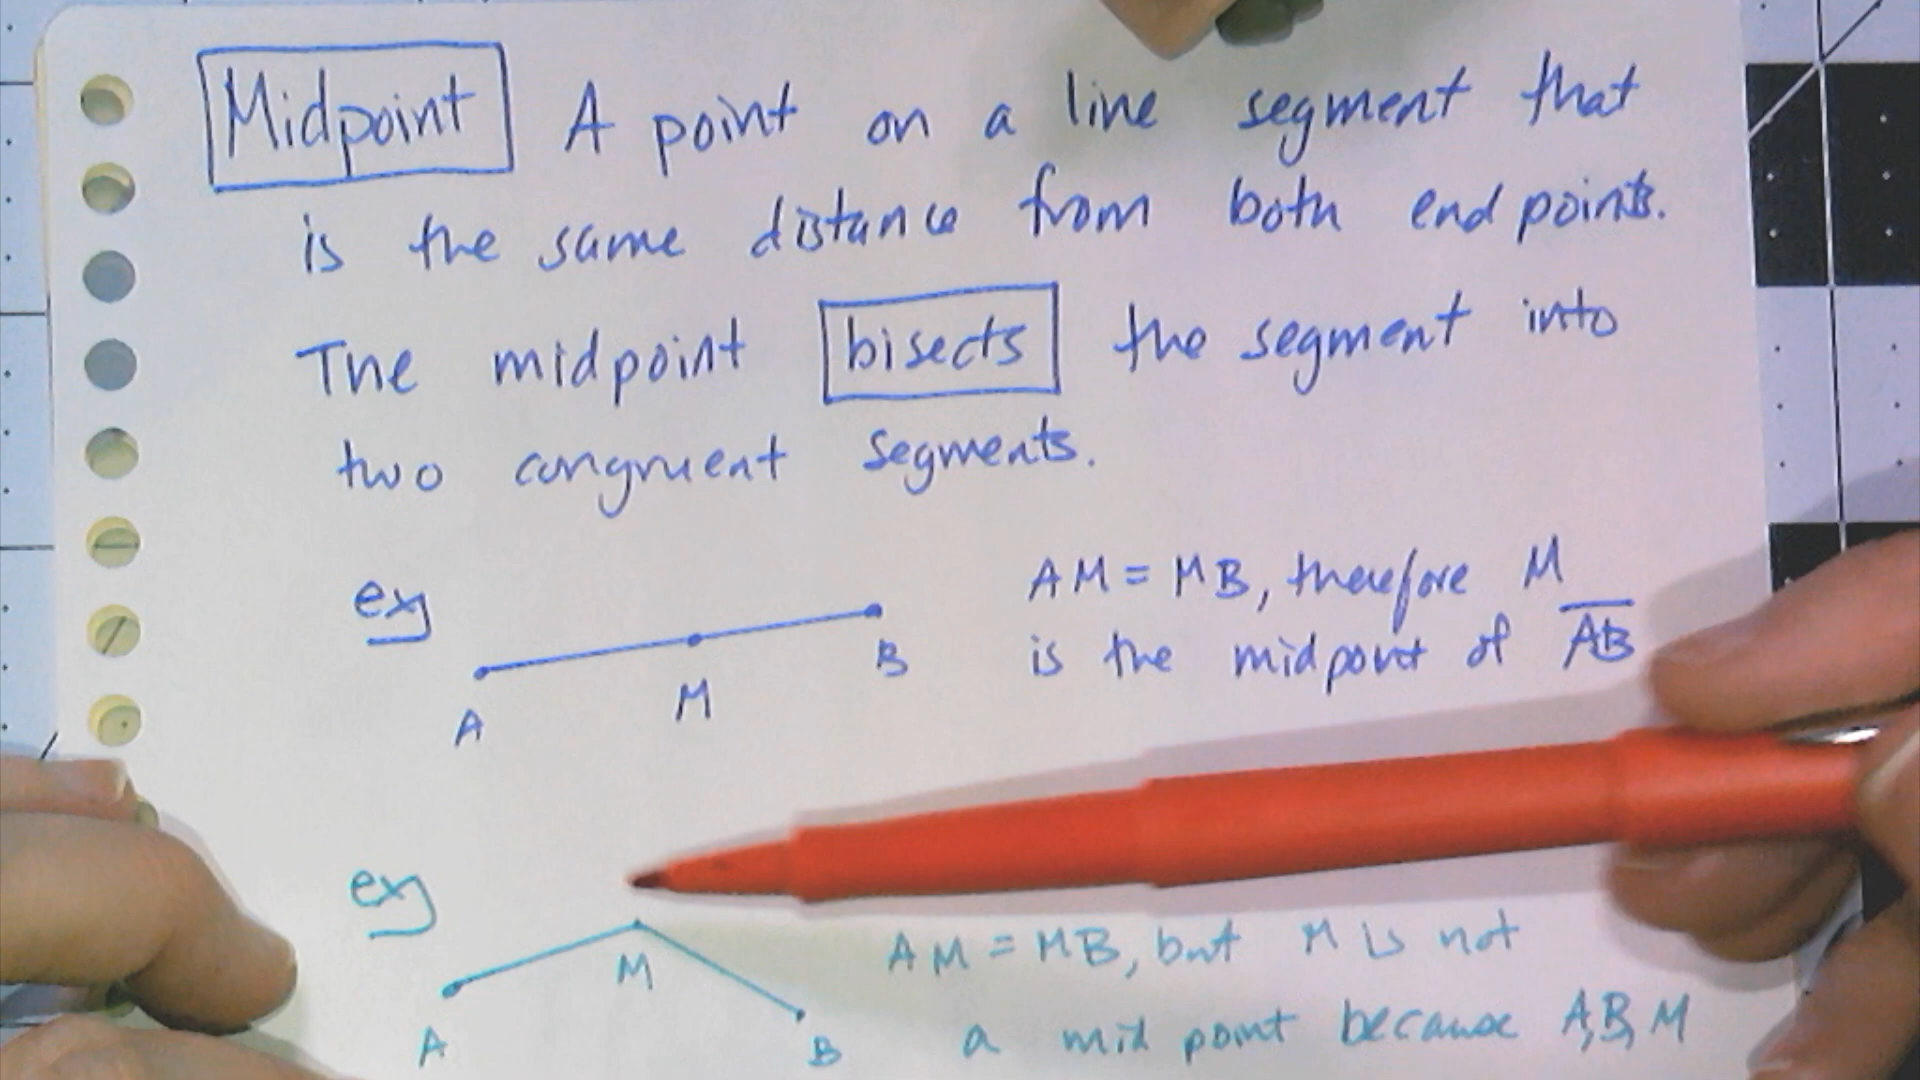 Midpoint A point on a line segment that
is the same distance from both endpoints.
The midpoint bisects the segment into
two congruent segments.
ex
A M B
AM = MB, therefore M
is the midpoint of AB
ex
A M B
AM = MB, but M is not
a mid point because A, B, M